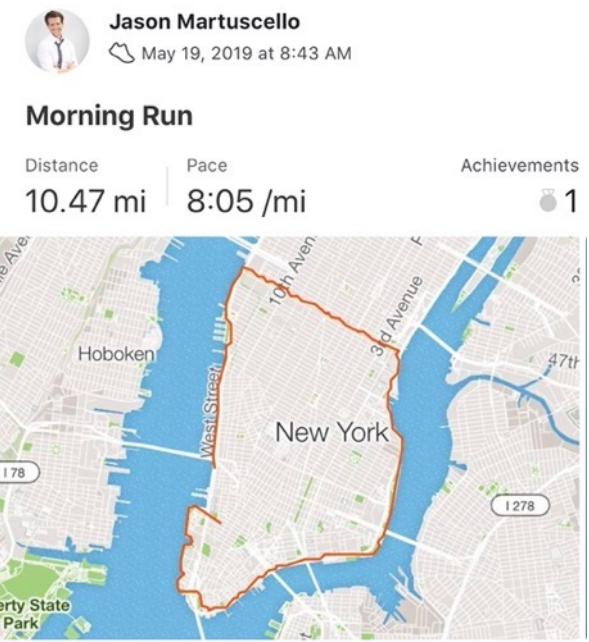 Jason Martuscello
May 19, 2019 at 8:43 AM
Morning Run
Distance
Pace
Achievements
10.47 mi
8:05 /mi
1
10th Aven
3rd Avenue
Hoboken
47th
West Street
New York
I 78
I 278
erty State
Park